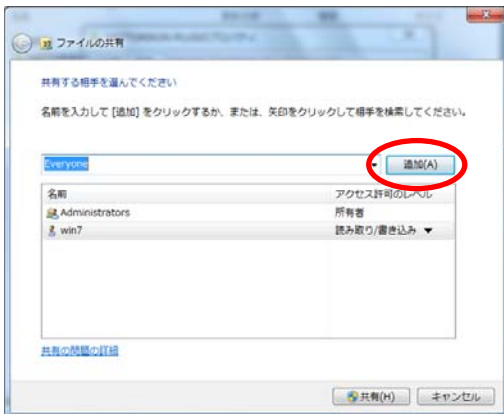 ファイルの共有
共有する相手を選んでください
名前を入力して [追加] をクリックするか、または、矢印をクリックして相手を検索してください。
Everyone
追加(A)
名前 アクセス許可のレベル
Administrators 所有者
win7 読み取り/書き込み ▼
共有の問題の詳細
共有(H) キャンセル